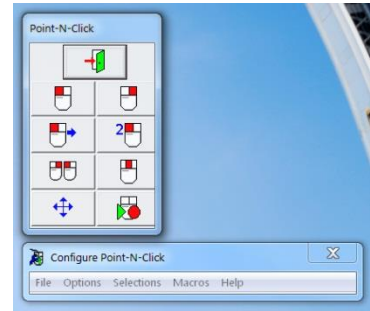 Point-N-Click
2
Configure Point-N-Click
File Options Selections Macros Help